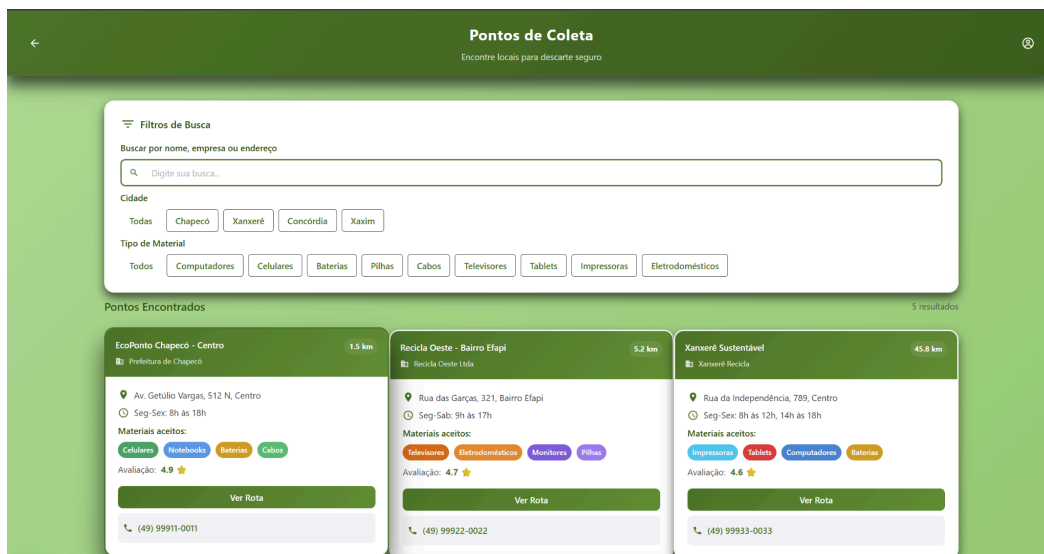 Pontos de Coleta
Encontre locais para descarte seguro
Filtros de Busca
Buscar por nome, empresa ou endereço
Digite sua busca...
Cidade
Todas Chapecó Xanxerê Concórdia Xaxim
Tipo de Material
Todos Computadores Celulares Baterias Pilhas Cabos Televisores Tablets Impressoras Eletrodomésticos
Pontos Encontrados 5 resultados
EcoPonto Chapecó - Centro 1.5 km
Prefeitura de Chapecó
Av. Getúlio Vargas, 512 N, Centro
Seg-Sex: 8h às 18h
Materiais aceitos:
Celulares Notebooks Baterias Cabos
Avaliação: 4.9
Ver Rota
(49) 99911-0011
Recicla Oeste - Bairro Efapi 5.2 km
Recicla Oeste Ltda
Rua das Garças, 321, Bairro Efapi
Seg-Sab: 9h às 17h
Materiais aceitos:
Televisores Eletrodomésticos Monitores Pilhas
Avaliação: 4.7
Ver Rota
(49) 99922-0022
Xanxerê Sustentável 45.8 km
Xanxerê Recicla
Rua da Independência, 789, Centro
Seg-Sex: 8h às 12h, 14h às 18h
Materiais aceitos:
Impressoras Tablets Computadores Baterias
Avaliação: 4.6
Ver Rota
(49) 99933-0033